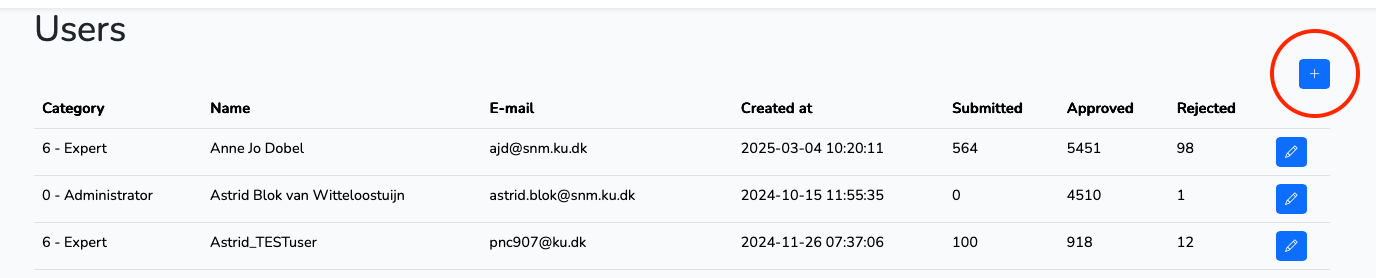 Users
+
Category Name E-mail Created at Submitted Approved Rejected
6 - Expert Anne Jo Dobel ajd@snm.ku.dk 2025-03-04 10:20:11 564 5451 98
0 - Administrator Astrid Blok van Witteloostuijn astrid.blok@snm.ku.dk 2024-10-15 11:55:35 0 4510 1
6 - Expert Astrid_TESTuser pnc907@ku.dk 2024-11-26 07:37:06 100 918 12